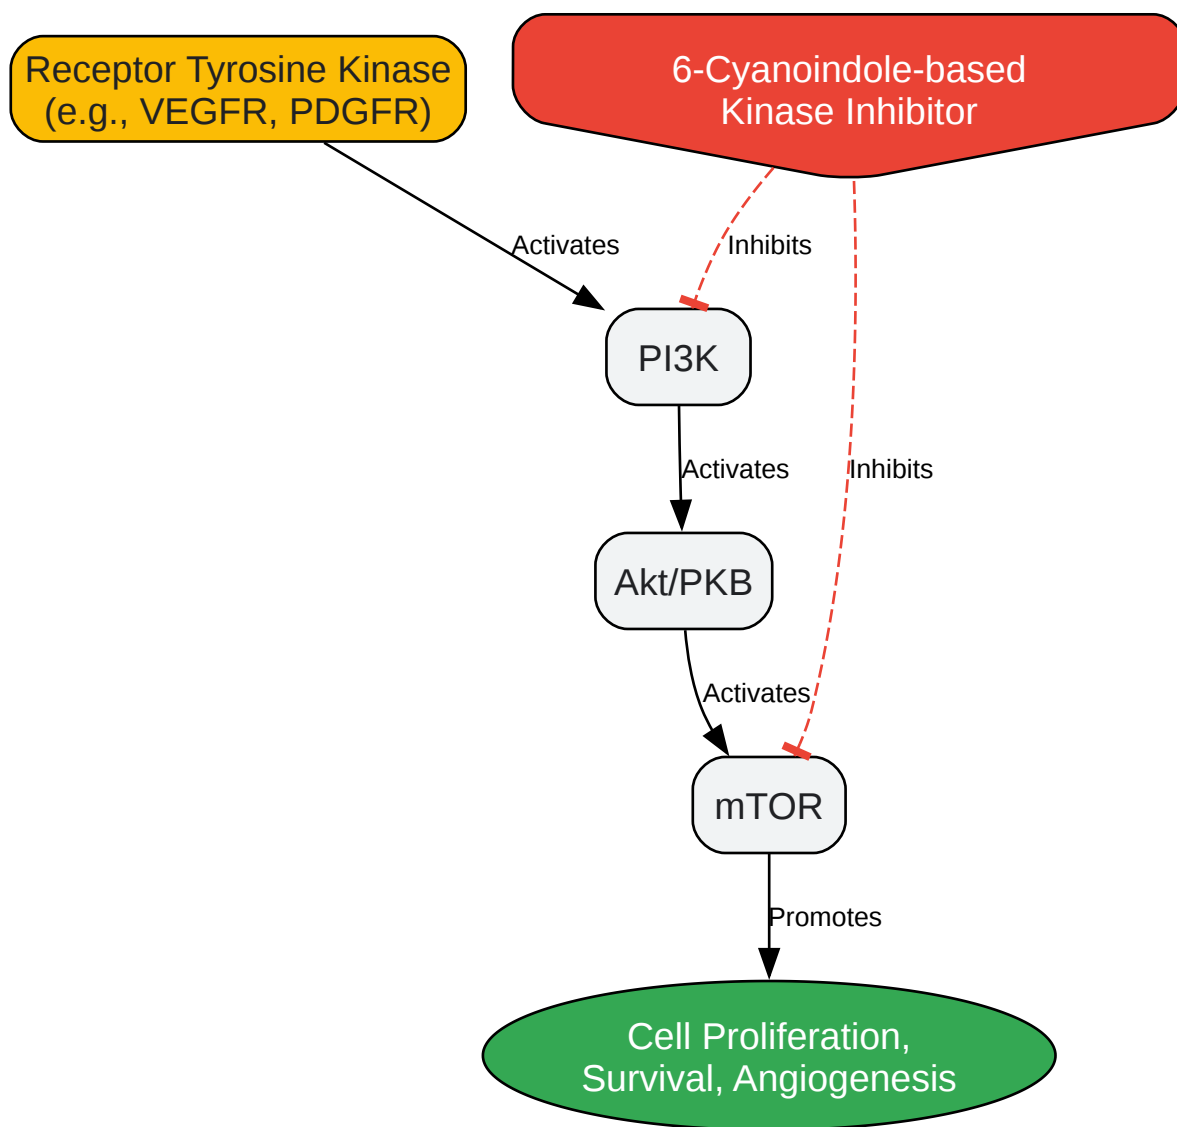 Receptor Tyrosine Kinase
(e.g., VEGFR, PDGFR)
6-Cyanoindole-based
Kinase Inhibitor
Activates
Inhibits
PI3K
Activates
Inhibits
Akt/PKB
Activates
mTOR
Promotes
Cell Proliferation,
Survival, Angiogenesis